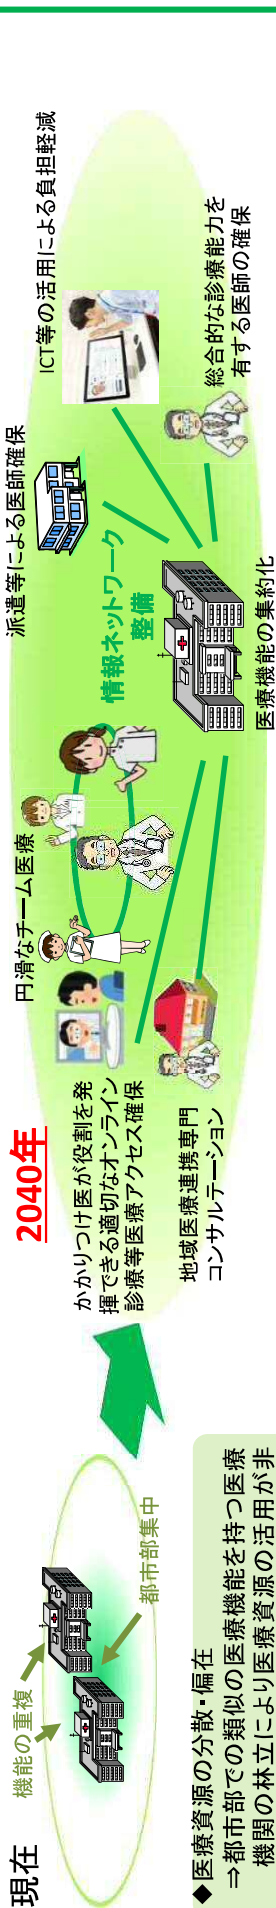 現在
機能の重複
都市部集中
◆医療資源の分散・偏在
⇒都市部での類似の医療機能を持つ医療
機関の林立により医療資源の活用が非
2040年
円滑なチーム医療
派遣等による医師確保
ICT等の活用による負担軽減
かかりつけ医が役割を発
揮できる適切なオンライン
診療等医療アクセス確保
情報ネットワーク
整備
総合的な診療能力を
有する医師の確保
地域医療連携専門
コンサルテーション
医療機能の集約化